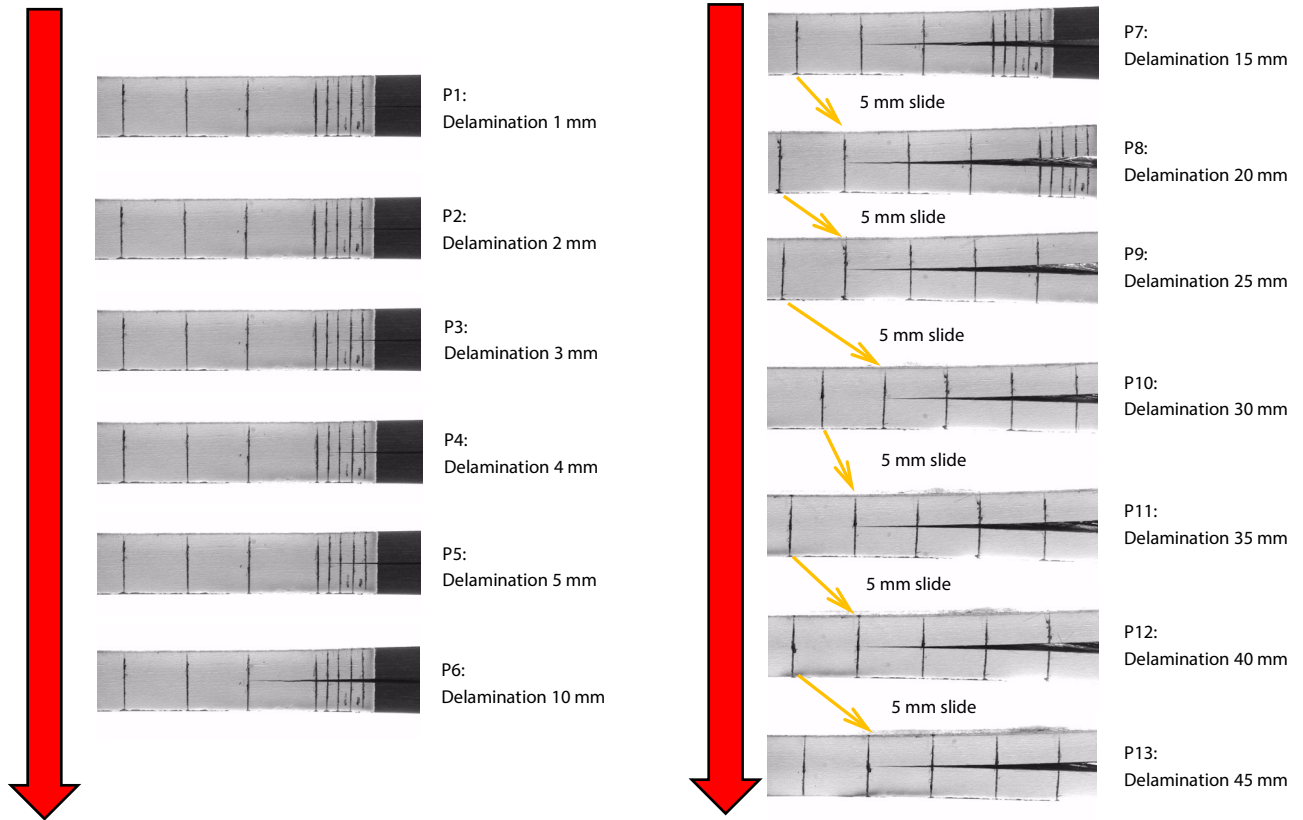 P1:
Delamination 1 mm
P2:
Delamination 2 mm
P3:
Delamination 3 mm
P4:
Delamination 4 mm
P5:
Delamination 5 mm
P6:
Delamination 10 mm
P7:
Delamination 15 mm
5 mm slide
P8:
Delamination 20 mm
5 mm slide
P9:
Delamination 25 mm
5 mm slide
P10:
Delamination 30 mm
5 mm slide
P11:
Delamination 35 mm
5 mm slide
P12:
Delamination 40 mm
5 mm slide
P13:
Delamination 45 mm